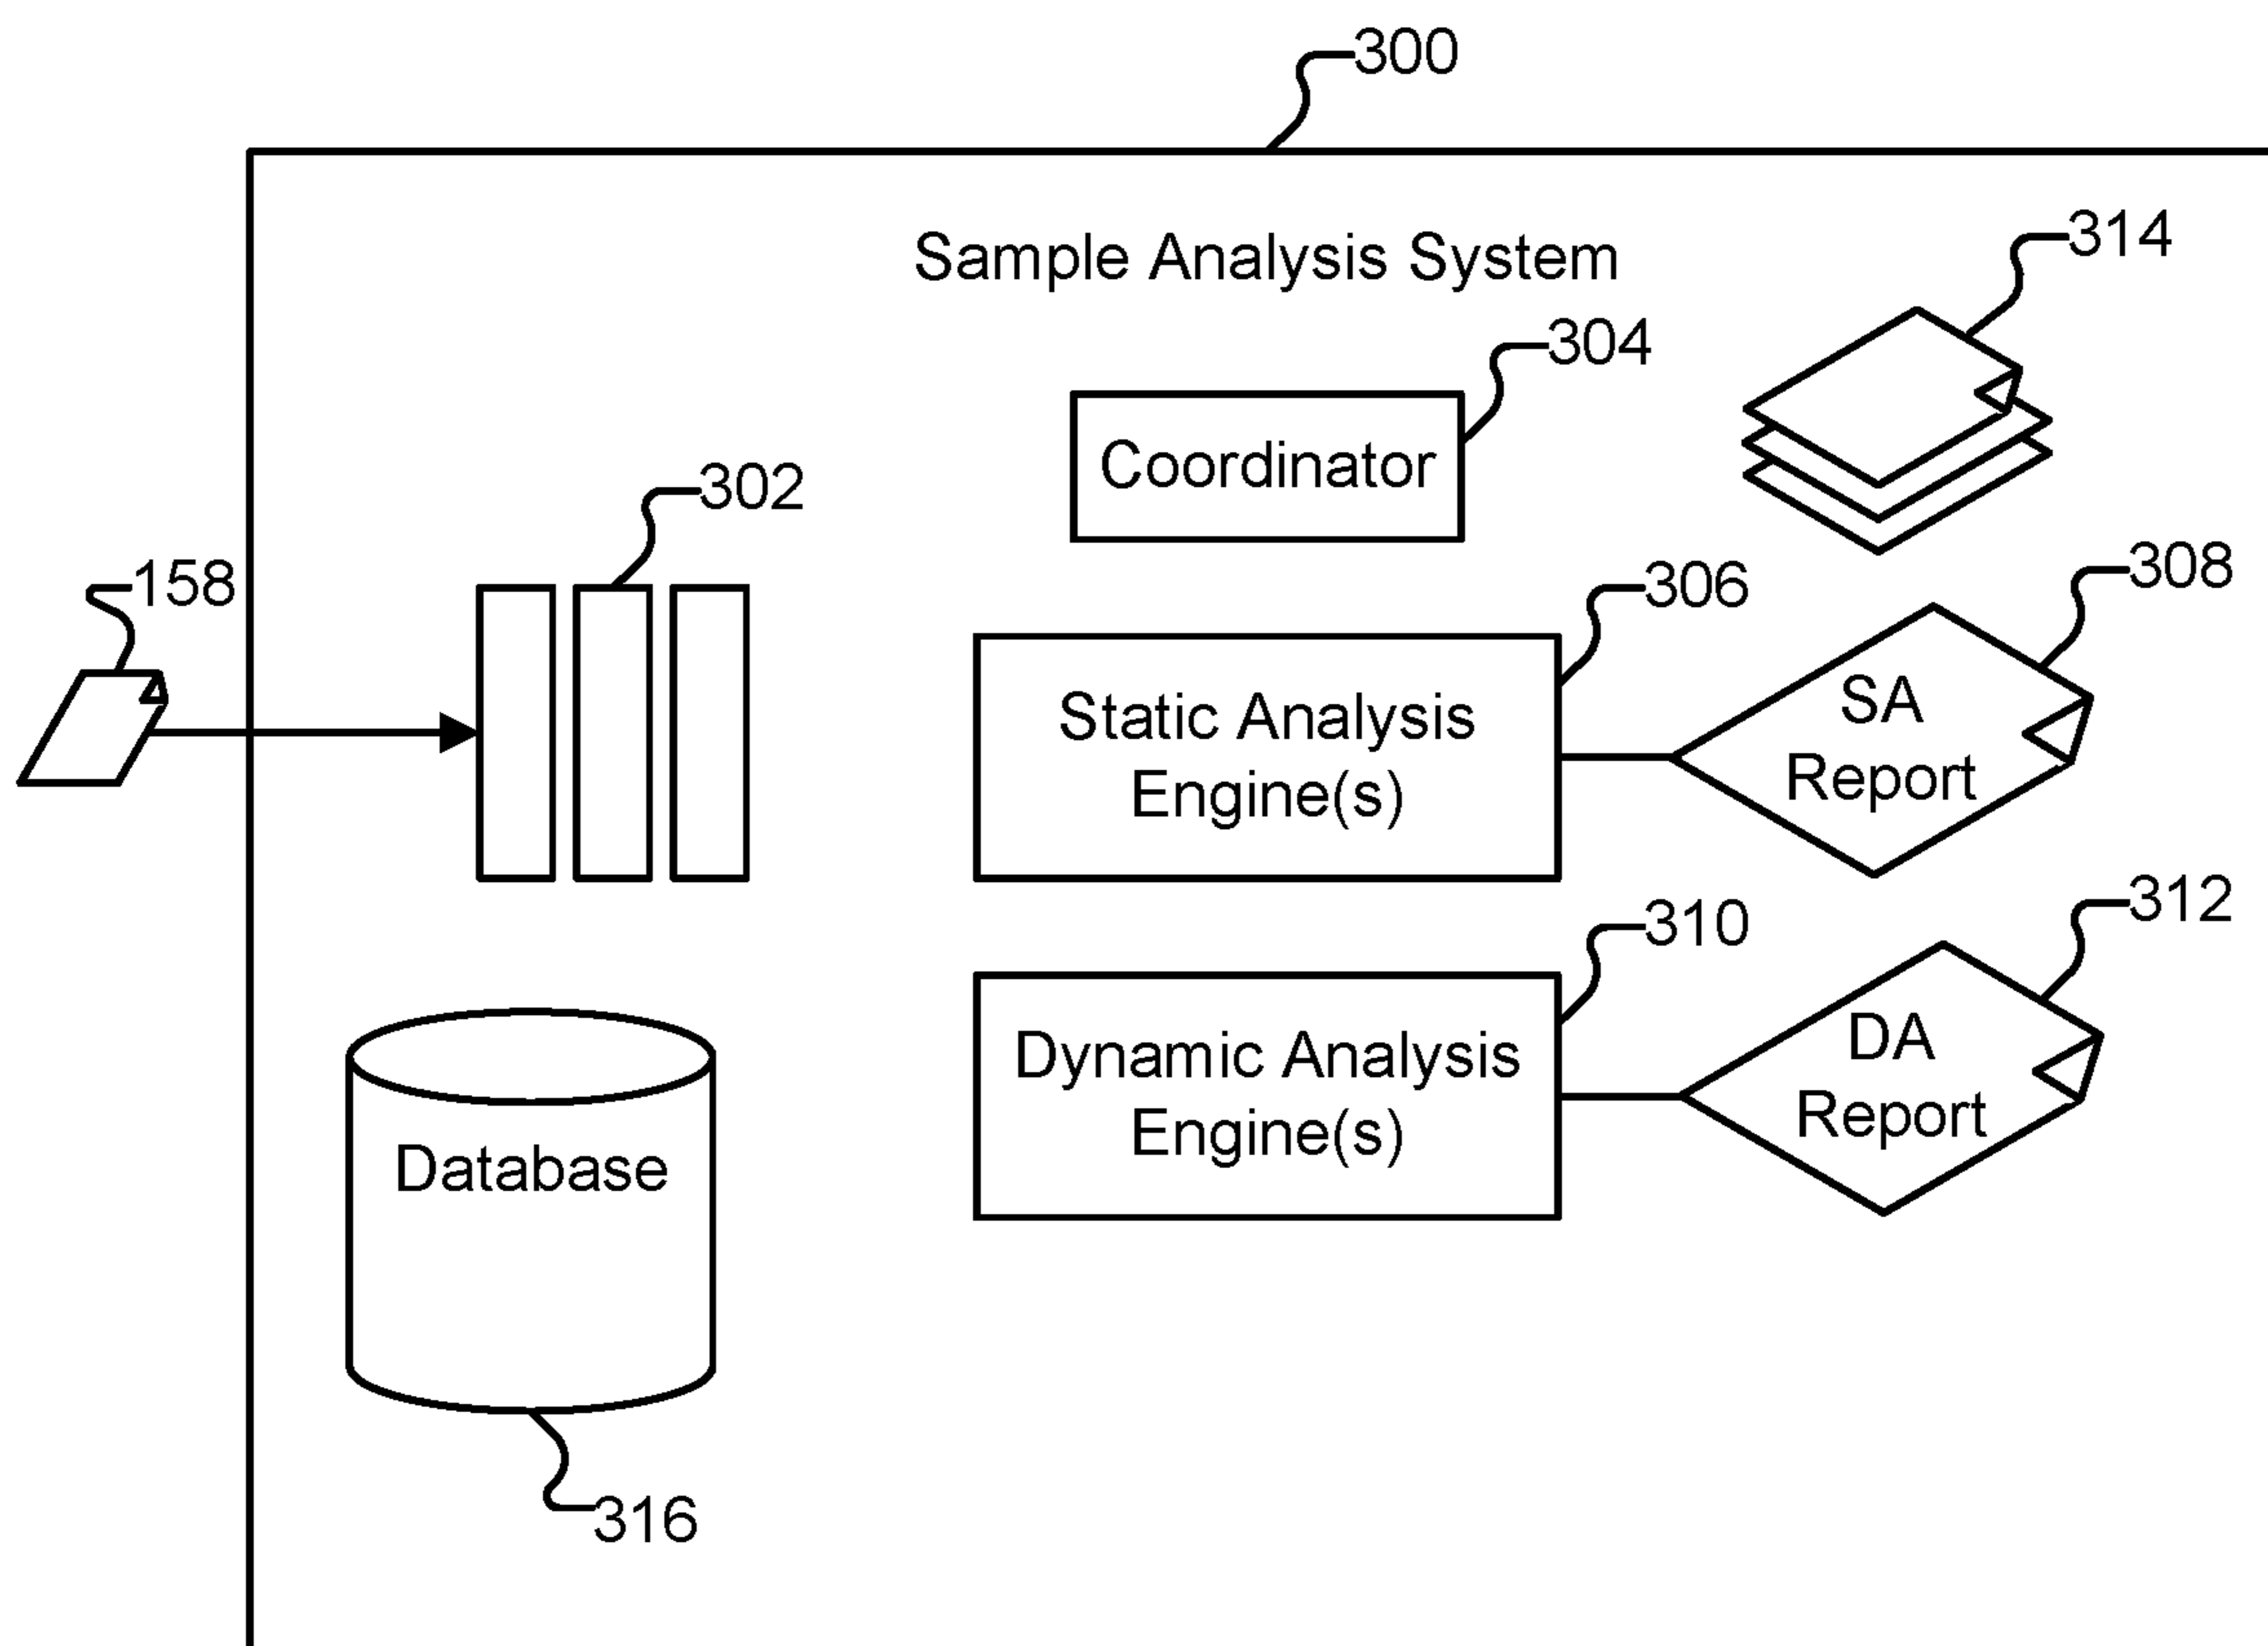 300
Sample Analysis System
314
304
Coordinator
302
158
306
308
Static Analysis
Engine(s)
SA
Report
310
312
Dynamic Analysis
Engine(s)
DA
Report
Database
316